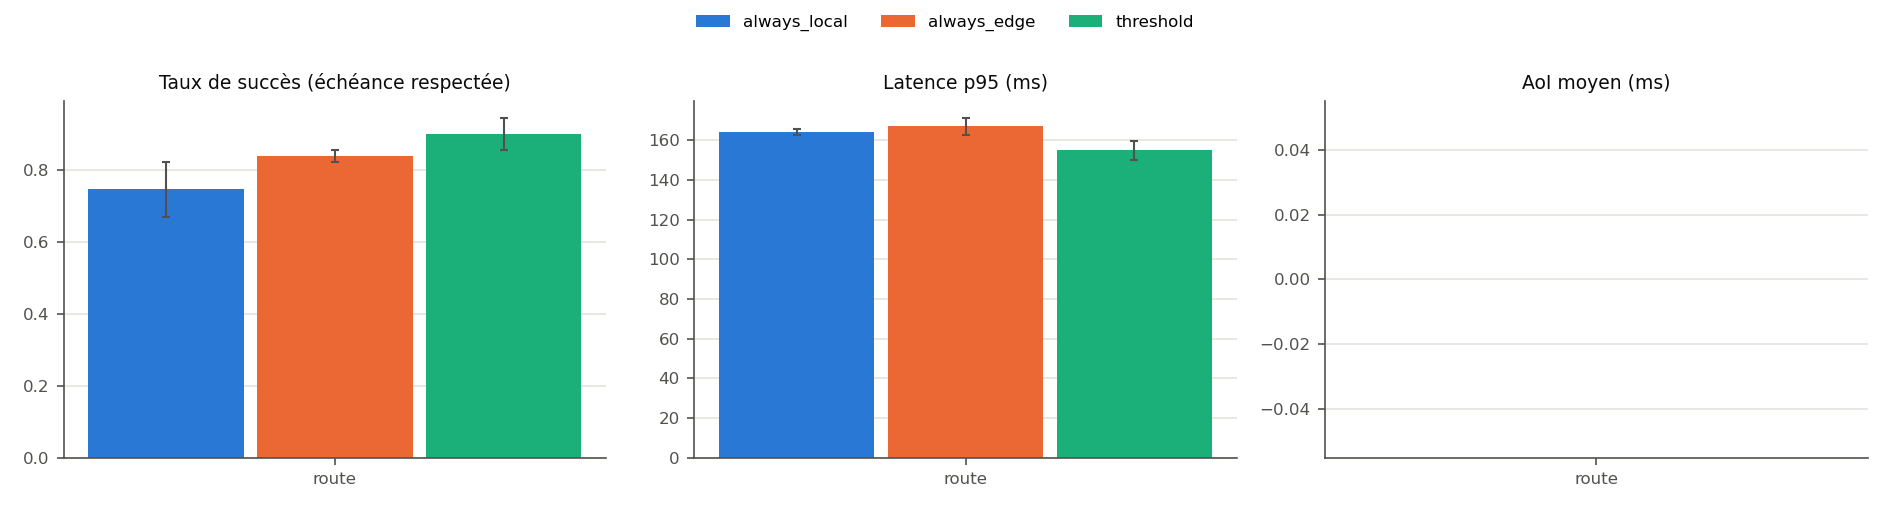 always_local always_edge threshold
Taux de succès (échéance respectée)
0.8
0.6
0.4
0.2
0.0
route
Latence p95 (ms)
160
140
120
100
80
60
40
20
0
route
AoI moyen (ms)
0.04
0.02
0.00
−0.02
−0.04
route